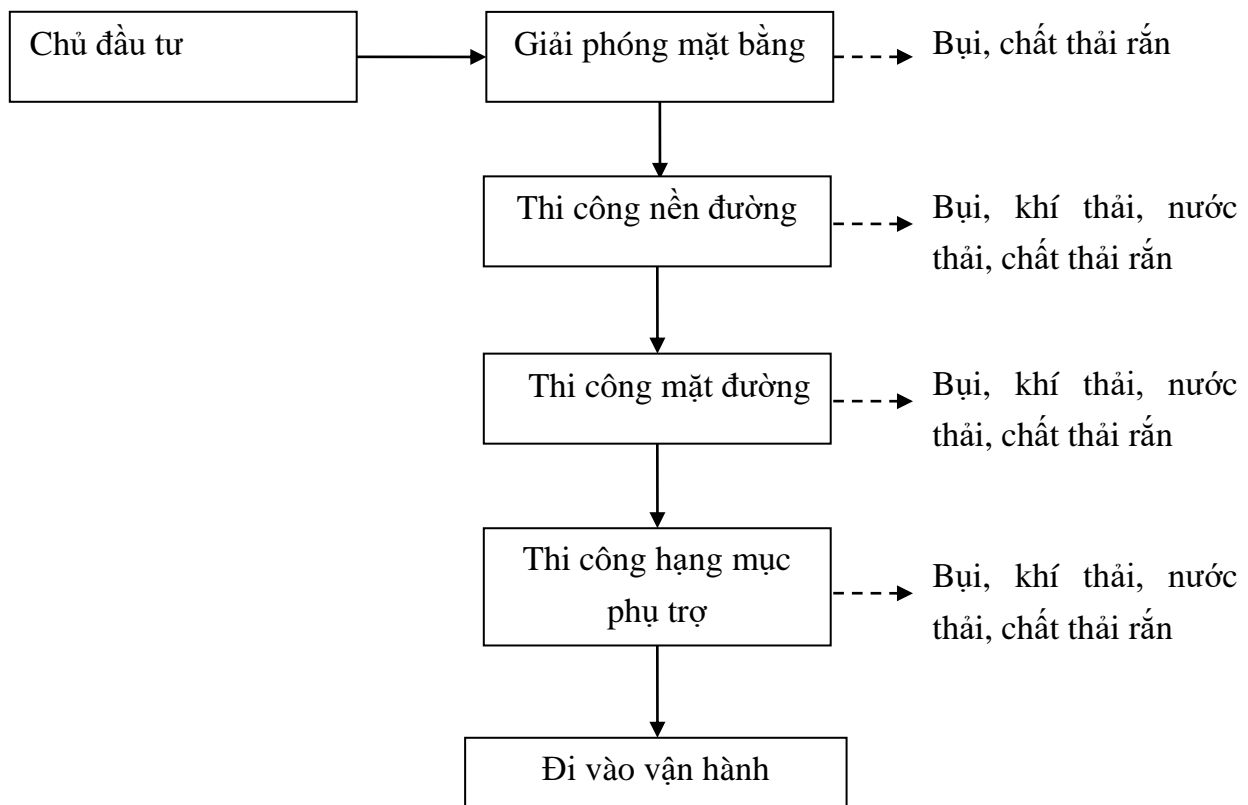 Chủ đầu tư
Giải phóng mặt bằng
Bụi, chất thải rắn
Thi công nền đường
Bụi, khí thải, nước
thải, chất thải rắn
Thi công mặt đường
Bụi, khí thải, nước
thải, chất thải rắn
Thi công hạng mục
phụ trợ
Bụi, khí thải, nước
thải, chất thải rắn
Đi vào vận hành